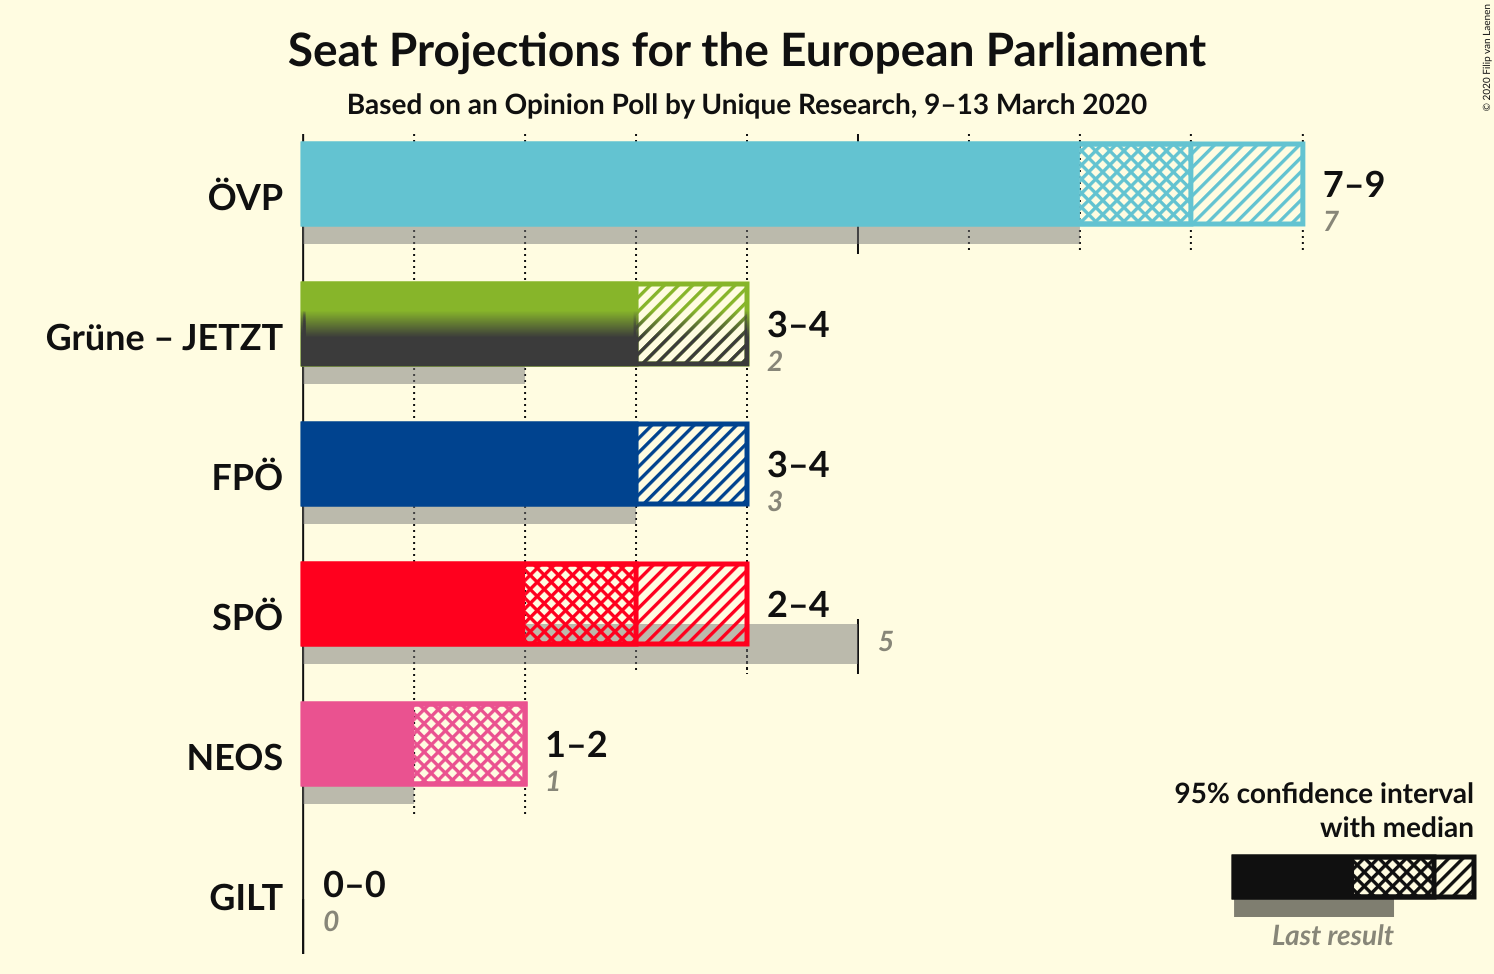 Seat Projections for the European Parliament
Based on an Opinion Poll by Unique Research, 9–13 March 2020
© 2020 Filip van Laenen
ÖVP
7–9
7
Grüne – JETZT
3–4
2
FPÖ
3–4
3
SPÖ
2–4
5
NEOS
1–2
1
GILT
0–0
0
95% confidence interval
with median
Last result